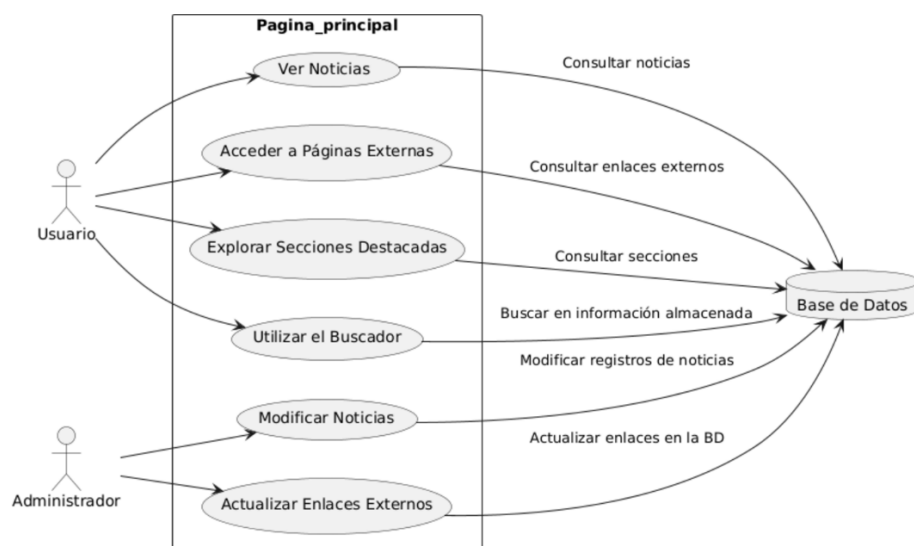 Pagina_principal
Ver Noticias
Consultar noticias
Acceder a Páginas Externas
Consultar enlaces externos
Usuario
Explorar Secciones Destacadas
Consultar secciones
Base de Datos
Utilizar el Buscador
Buscar en información almacenada
Modificar registros de noticias
Modificar Noticias
Actualizar enlaces en la BD
Administrador
Actualizar Enlaces Externos